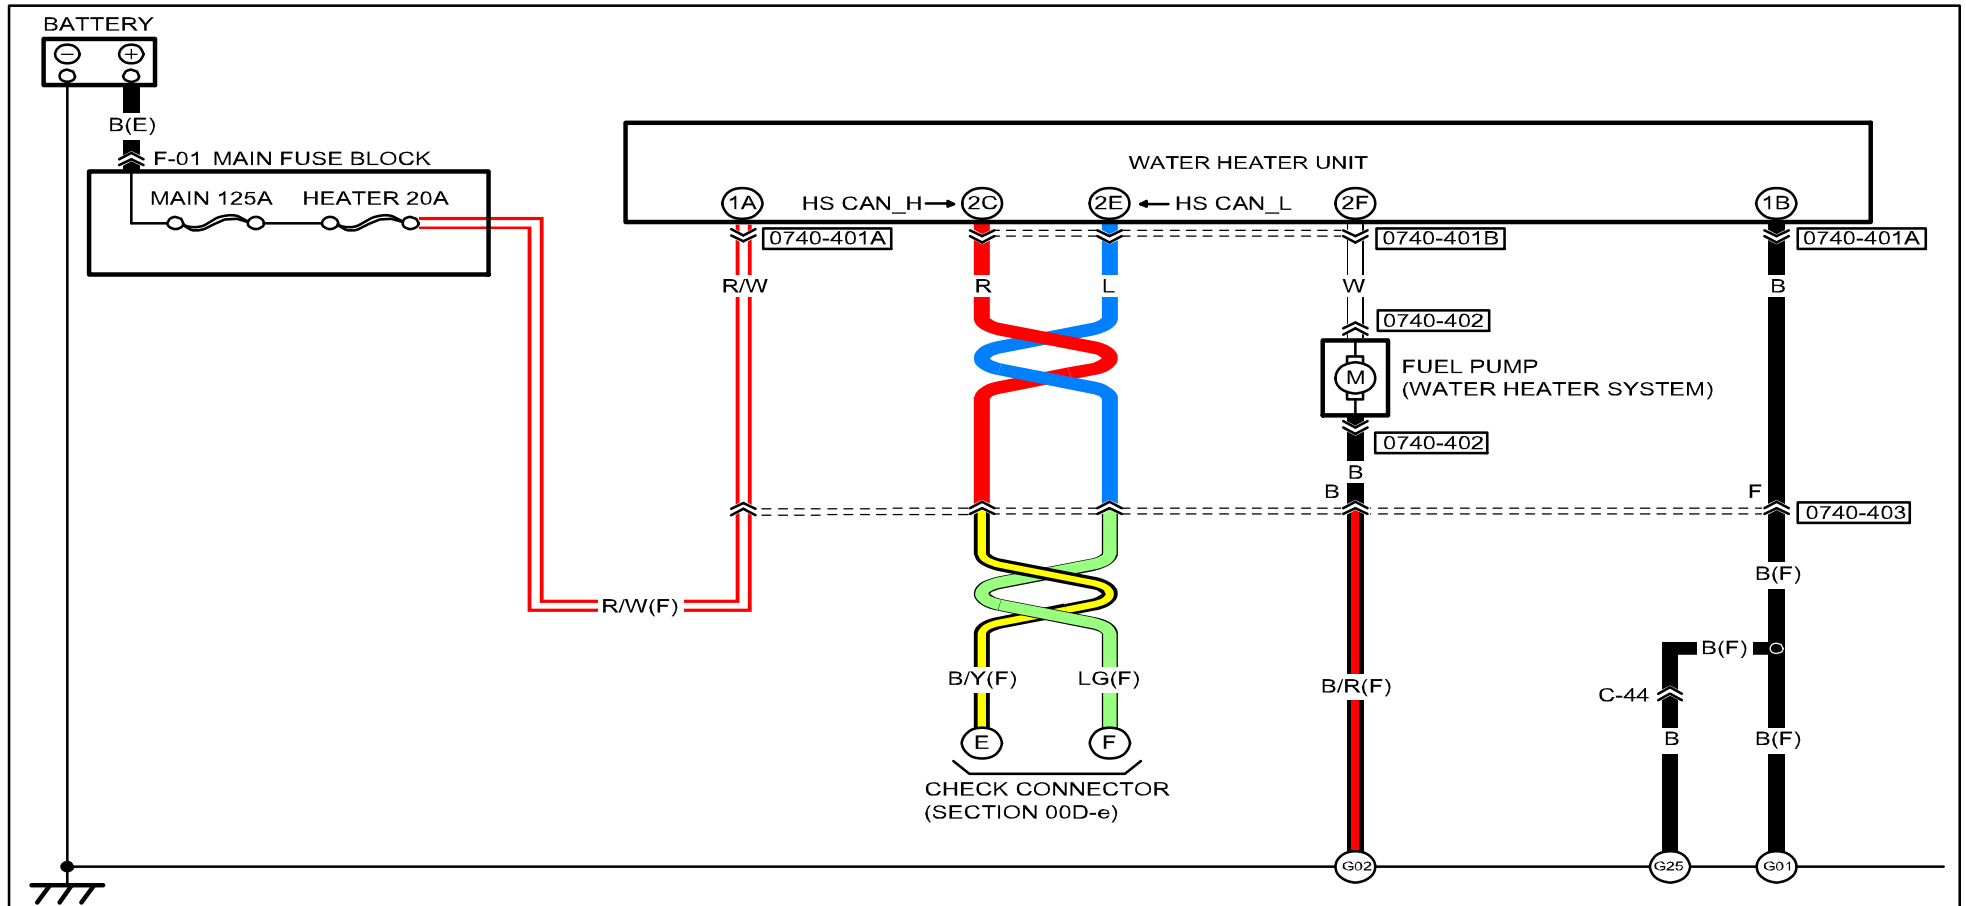 BATTERY
− +
B(E)
F-01 MAIN FUSE BLOCK
MAIN 125A HEATER 20A
WATER HEATER UNIT
1A HS CAN_H 2C 2E HS CAN_L 2F 1B
0740-401A 0740-401B 0740-401A
R/W R L W B
0740-402
M
FUEL PUMP
(WATER HEATER SYSTEM)
0740-402
B
B F
0740-403
B(F)
R/W(F)
B(F)
B/Y(F) LG(F) B/R(F)
C-44
B B(F)
E F
CHECK CONNECTOR
(SECTION 00D-e)
G02 G25 G01